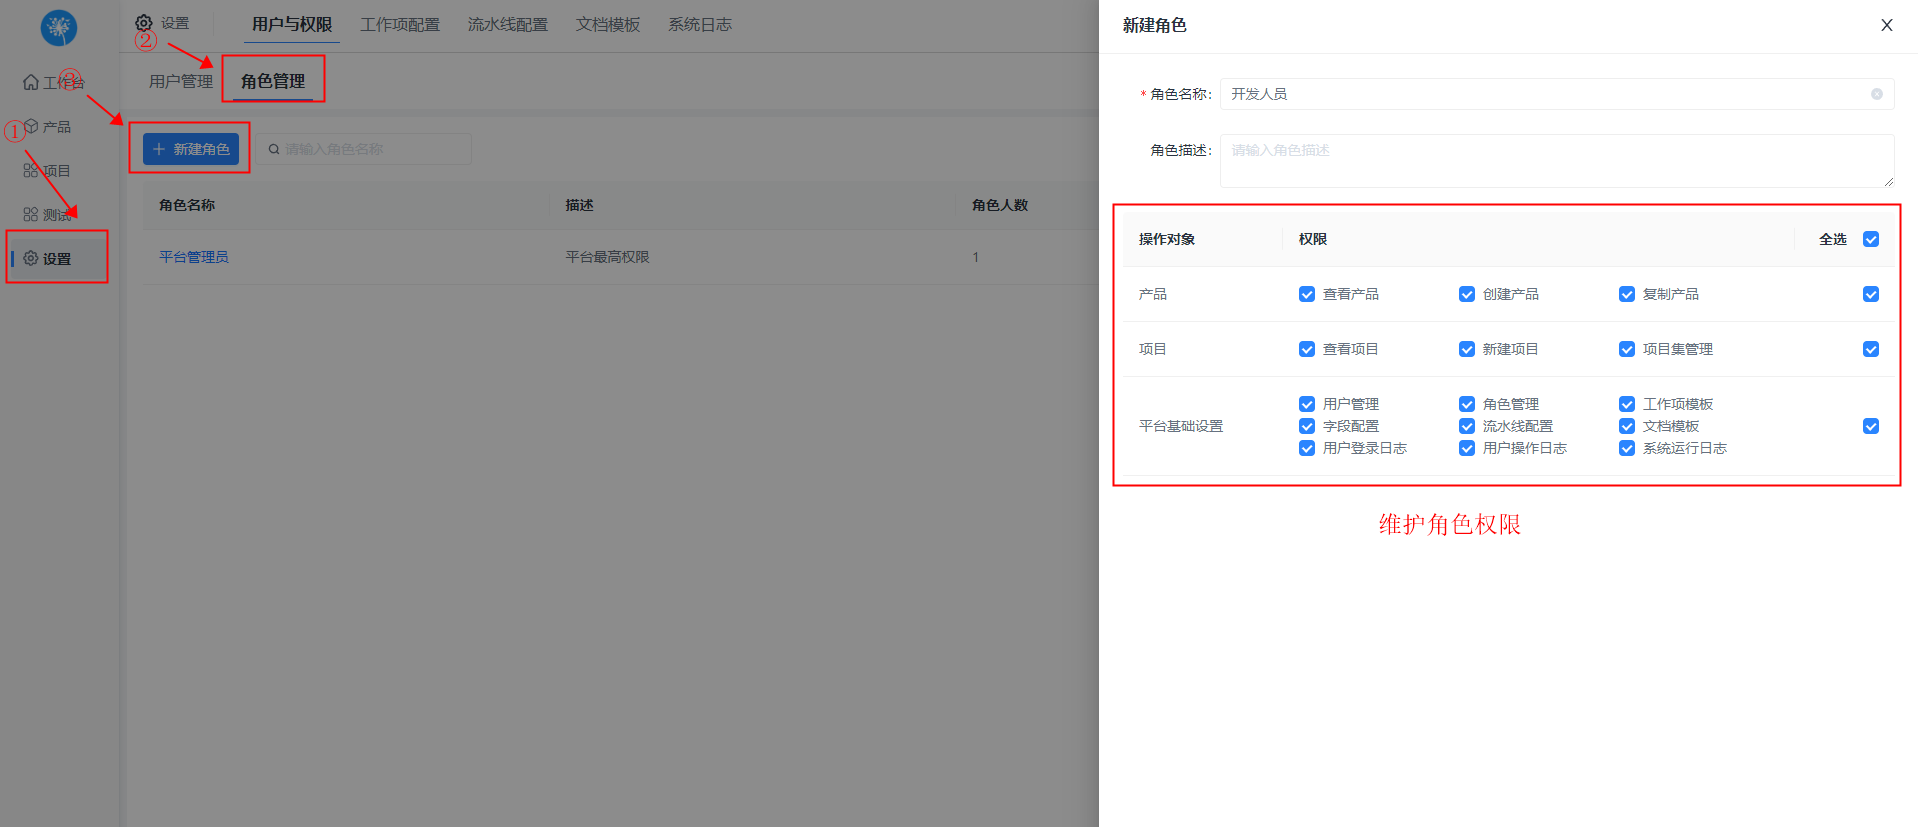 设置
用户与权限
工作项配置
流水线配置
文档模板
系统日志
②
工作台
③
①
产品
项目
测试
设置
用户管理
角色管理
+ 新建角色
请输入角色名称
角色名称
描述
角色人数
平台管理员
平台最高权限
1
新建角色
* 角色名称:
开发人员
角色描述:
请输入角色描述
操作对象
权限
全选
产品
查看产品
创建产品
复制产品
项目
查看项目
新建项目
项目集管理
平台基础设置
用户管理
角色管理
工作项模板
字段配置
流水线配置
文档模板
用户登录日志
用户操作日志
系统运行日志
维护角色权限